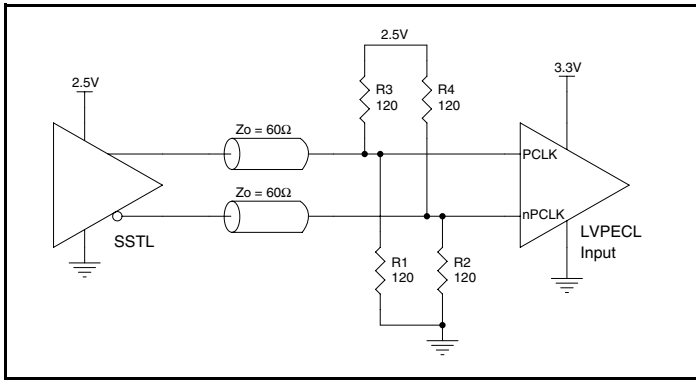 2.5V
2.5V
3.3V
R3
120
R4
120
Zo = 60Ω
PCLK
Zo = 60Ω
nPCLK
SSTL
LVPECL
Input
R1
120
R2
120